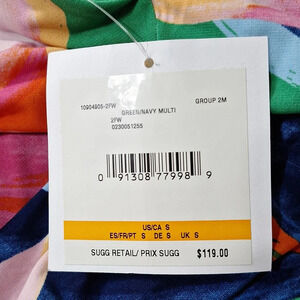 10904905-2FW GROUP 2M
GREEN/NAVY MULTI
2FW
0230051255
0 91308 77998 9
US/CA S
ES/FR/PT S DE S UK S
SUGG RETAIL/ PRIX SUGG $119.00